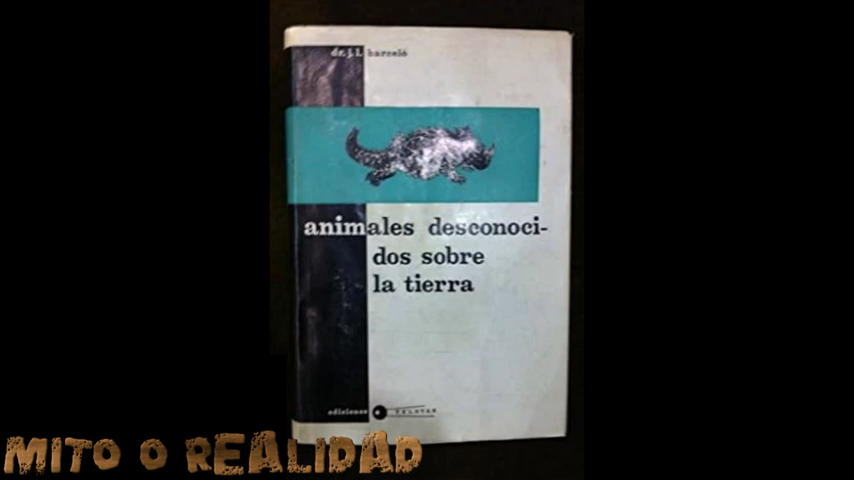 dr. j. l. barceló
animales desconoci-
dos sobre
la tierra
ediciones
MITO O REALIDAD